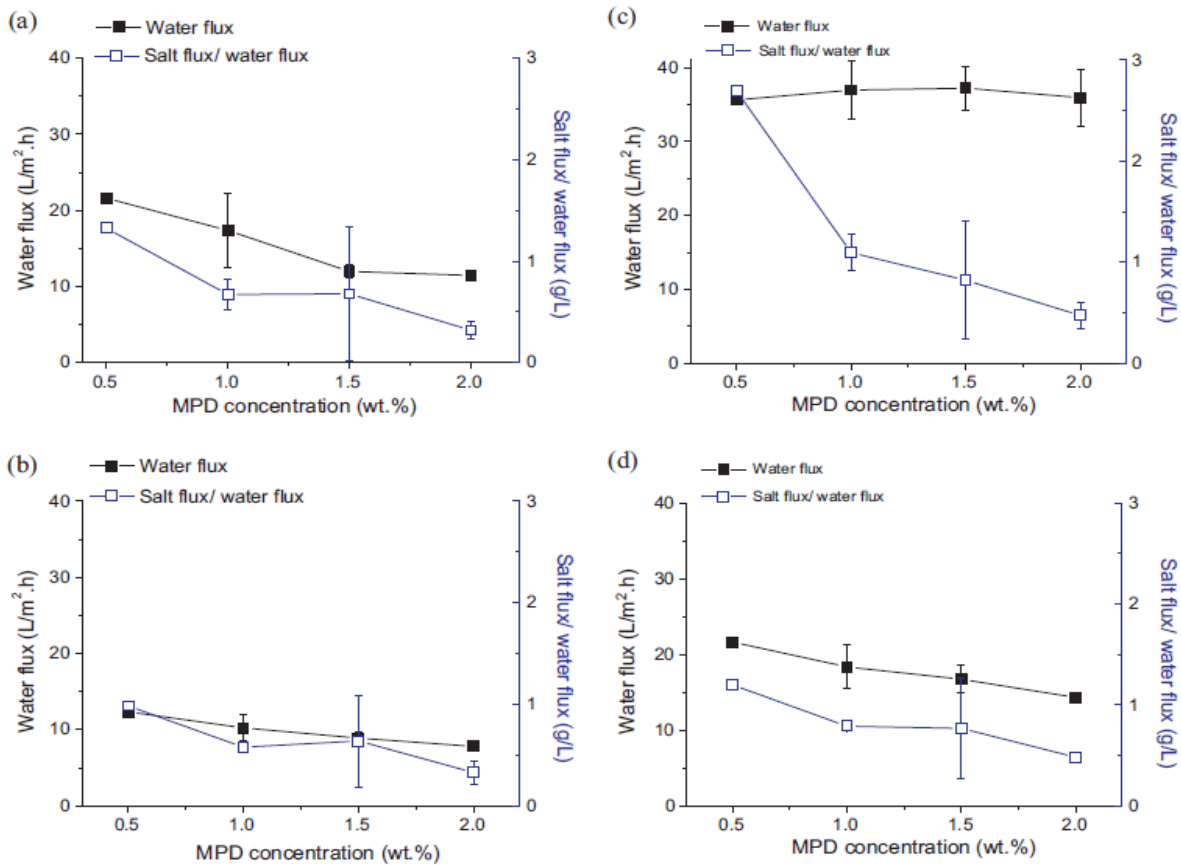 (a)
Water flux
Salt flux/ water flux
40
30
20
10
0
3
2
1
0
Water flux (L/m².h)
Salt flux/ water flux (g/L)
0.5 1.0 1.5 2.0
MPD concentration (wt.%)
(c)
Water flux
Salt flux/ water flux
40
30
20
10
0
3
2
1
0
Water flux (L/m².h)
Salt flux/ water flux (g/L)
0.5 1.0 1.5 2.0
MPD concentration (wt.%)
(b)
Water flux
Salt flux/ water flux
40
30
20
10
0
3
2
1
0
Water flux (L/m².h)
Salt flux/ water flux (g/L)
0.5 1.0 1.5 2.0
MPD concentration (wt.%)
(d)
Water flux
Salt flux/ water flux
40
30
20
10
0
3
2
1
0
Water flux (L/m².h)
Salt flux/ water flux (g/L)
0.5 1.0 1.5 2.0
MPD concentration (wt.%)